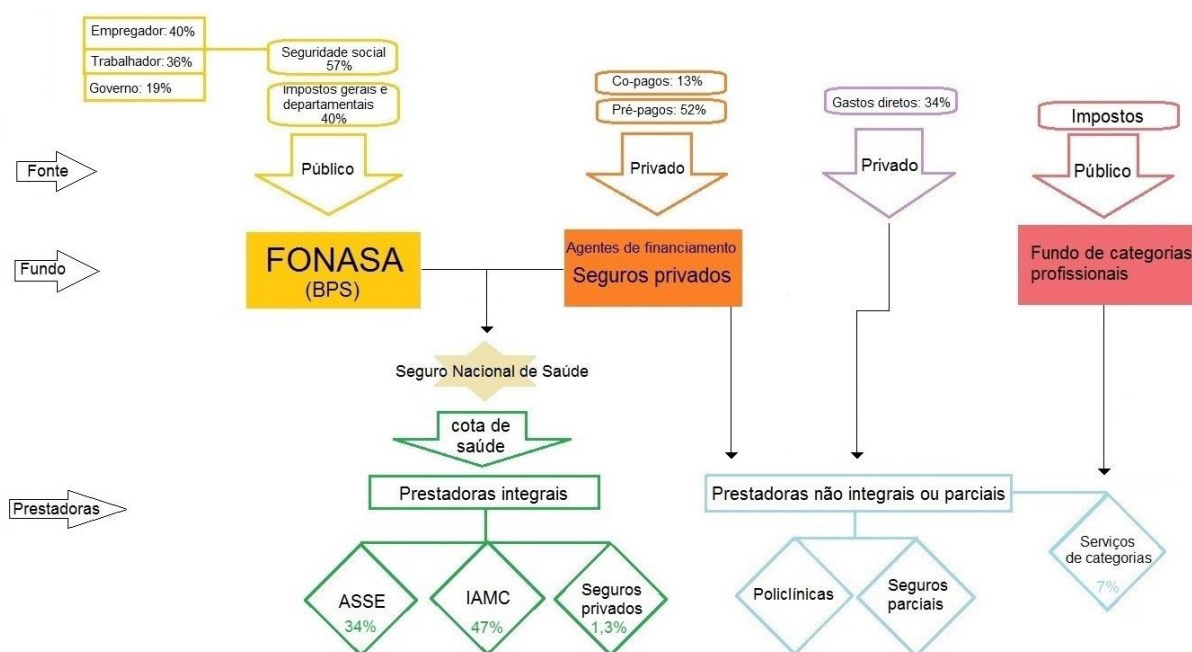 Empregador: 40%
Trabalhador: 36%
Governo: 19%
Seguridade social
57%
Impostos gerais e
departamentais
40%
Co-pagos: 13%
Pré-pagos: 52%
Gastos diretos: 34%
Impostos
Fonte
Público
Privado
Privado
Público
Fundo
FONASA
(BPS)
Agentes de financiamento
Seguros privados
Fundo de categorias
profissionais
Seguro Nacional de Saúde
cota de
saúde
Prestadoras
Prestadoras integrais
Prestadoras não integrais ou parciais
ASSE
34%
IAMC
47%
Seguros
privados
1,3%
Policlínicas
Seguros
parciais
Serviços
de categorias
7%